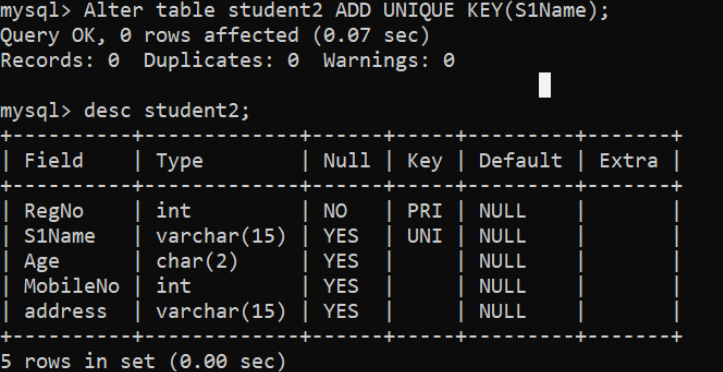 mysql> Alter table student2 ADD UNIQUE KEY(S1Name);
Query OK, 0 rows affected (0.07 sec)
Records: 0  Duplicates: 0  Warnings: 0

mysql> desc student2;
+----------+-------------+------+-----+---------+-------+
| Field    | Type        | Null | Key | Default | Extra |
+----------+-------------+------+-----+---------+-------+
| RegNo    | int         | NO   | PRI | NULL    |       |
| S1Name   | varchar(15) | YES  | UNI | NULL    |       |
| Age      | char(2)     | YES  |     | NULL    |       |
| MobileNo | int         | YES  |     | NULL    |       |
| address  | varchar(15) | YES  |     | NULL    |       |
+----------+-------------+------+-----+---------+-------+
5 rows in set (0.00 sec)